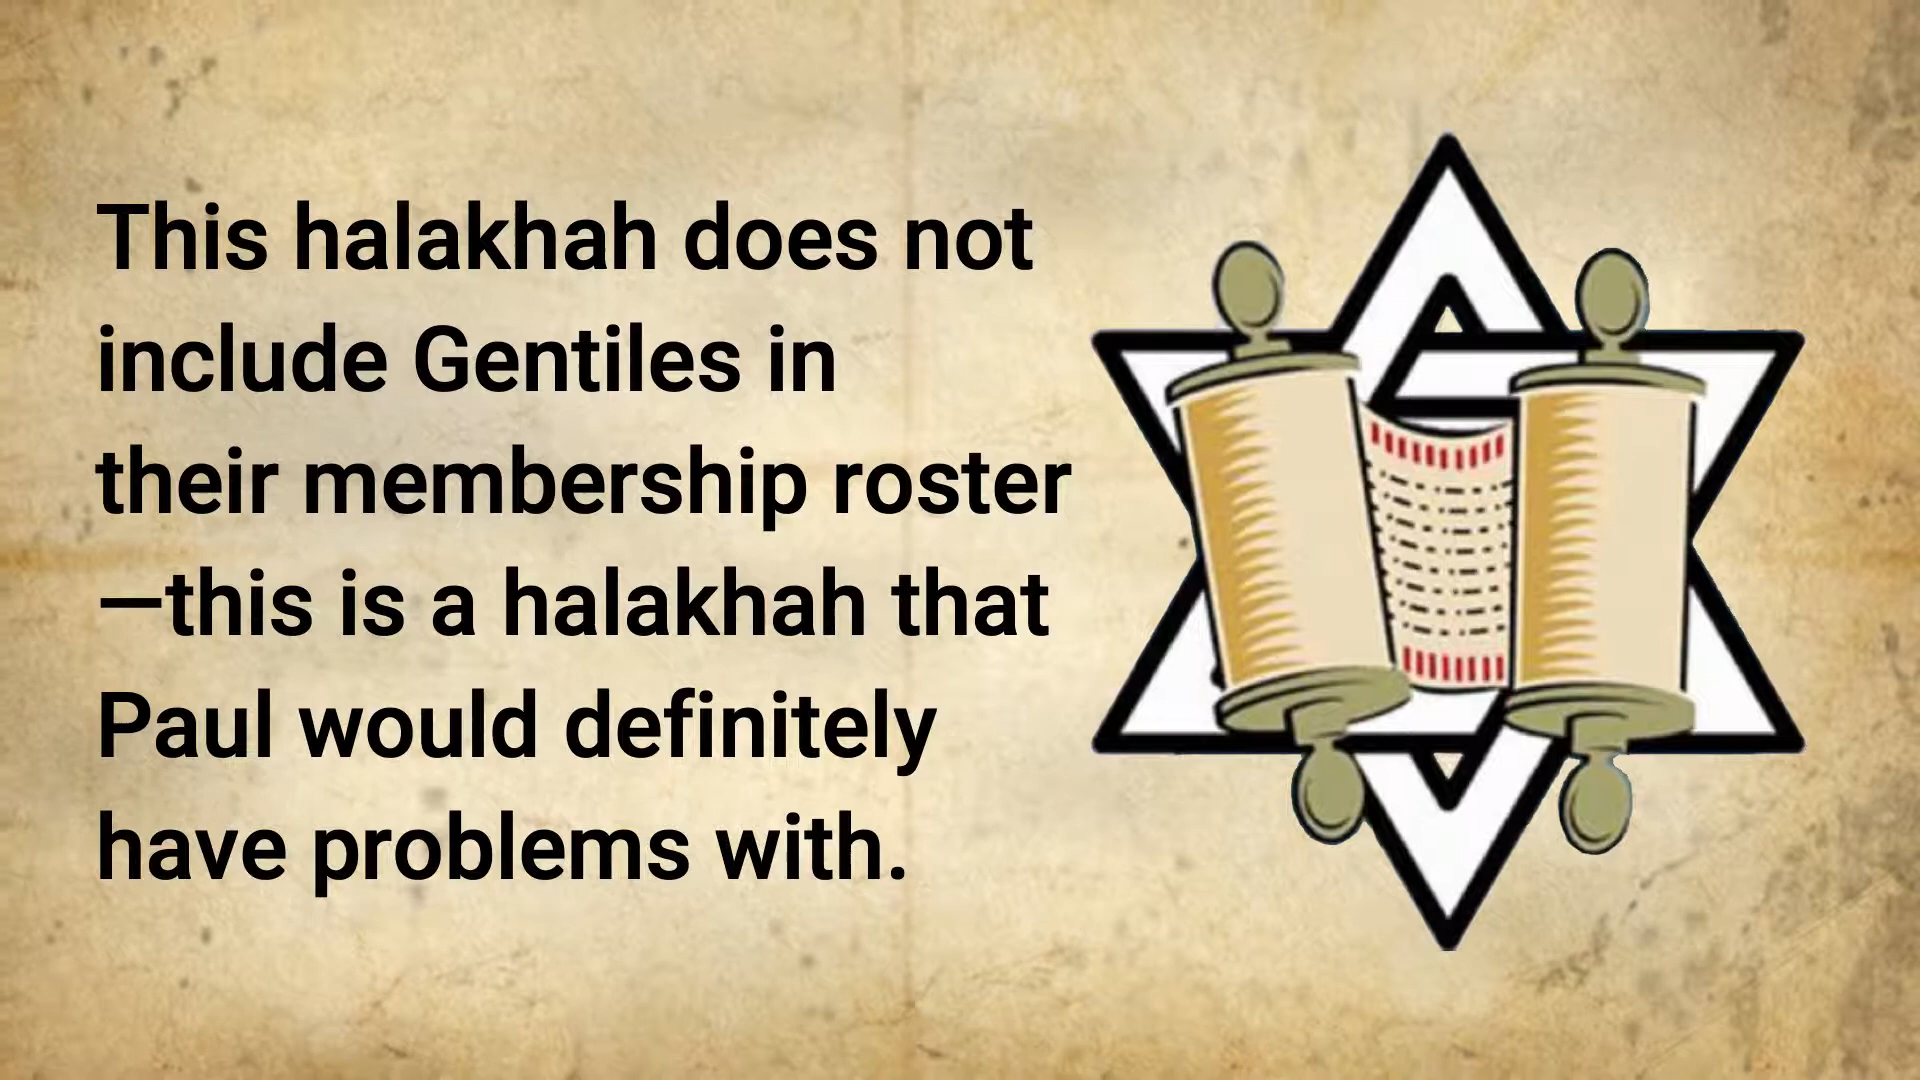 This halakhah does not
include Gentiles in
their membership roster
—this is a halakhah that
Paul would definitely
have problems with.